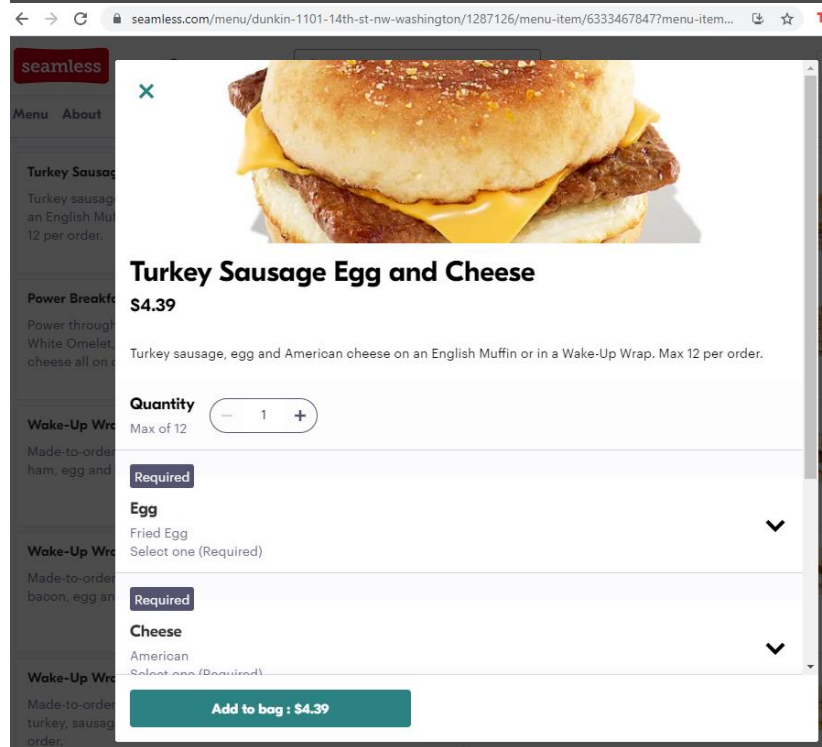 seamless.com/menu/dunkin-1101-14th-st-nw-washington/1287126/menu-item/6333467847?menu-item...
seamless
Menu About
Turkey Sausag
Turkey sausag
an English Muf
12 per order.
Power Breakfa
Power through
White Omelet,
cheese all on
Wake-Up Wra
Made-to-order
ham, egg and
Wake-Up Wra
Made-to-order
bacon, egg an
Wake-Up Wra
Made-to-order
turkey, sausag
order.
Turkey Sausage Egg and Cheese
$4.39
Turkey sausage, egg and American cheese on an English Muffin or in a Wake-Up Wrap. Max 12 per order.
Quantity
Max of 12
1
Required
Egg
Fried Egg
Select one (Required)
Required
Cheese
American
Select one (Required)
Add to bag : $4.39